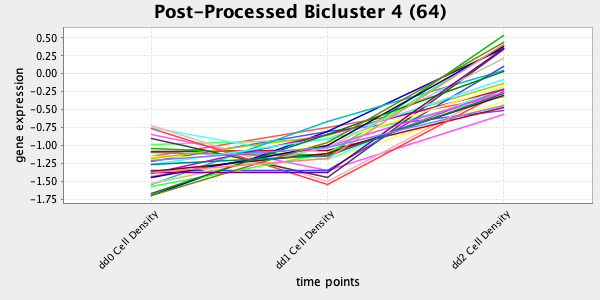 Post-Processed Bicluster 4 (64)
0.50
0.25
0.00
-0.25
-0.50
-0.75
-1.00
-1.25
-1.50
-1.75
gene expression
dd0 Cell Density
dd1 Cell Density
dd2 Cell Density
time points